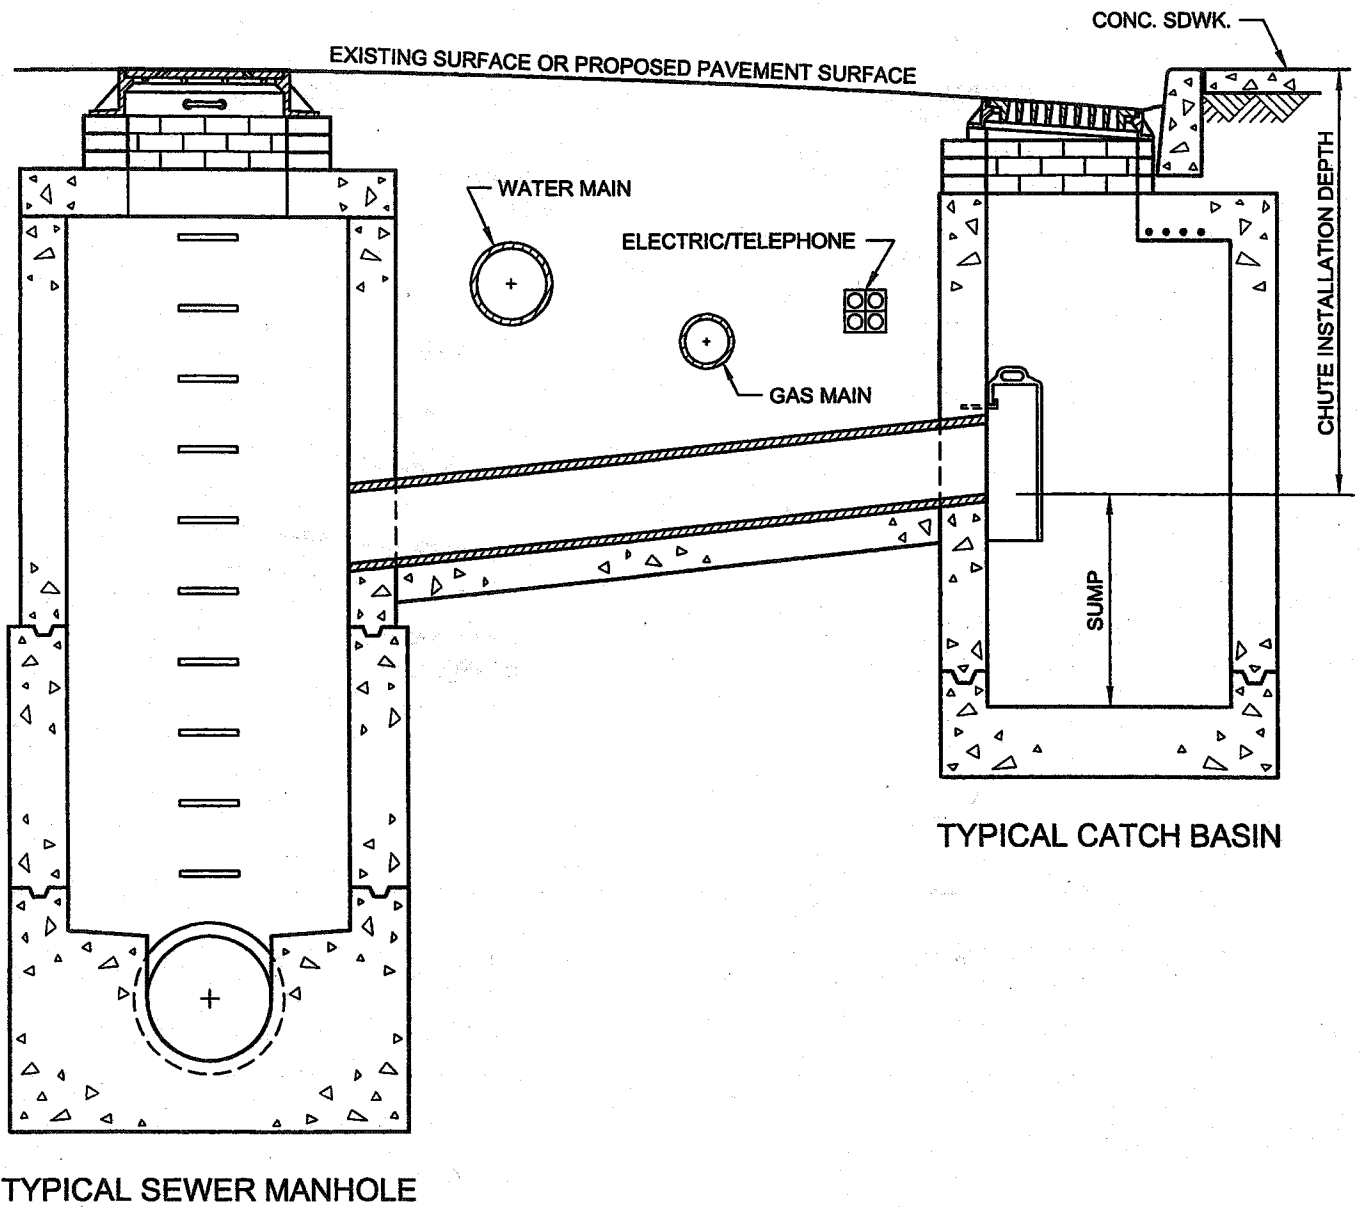 CONC. SDWK.
EXISTING SURFACE OR PROPOSED PAVEMENT SURFACE
WATER MAIN
ELECTRIC/TELEPHONE
GAS MAIN
CHUTE INSTALLATION DEPTH
SUMP
TYPICAL CATCH BASIN
TYPICAL SEWER MANHOLE